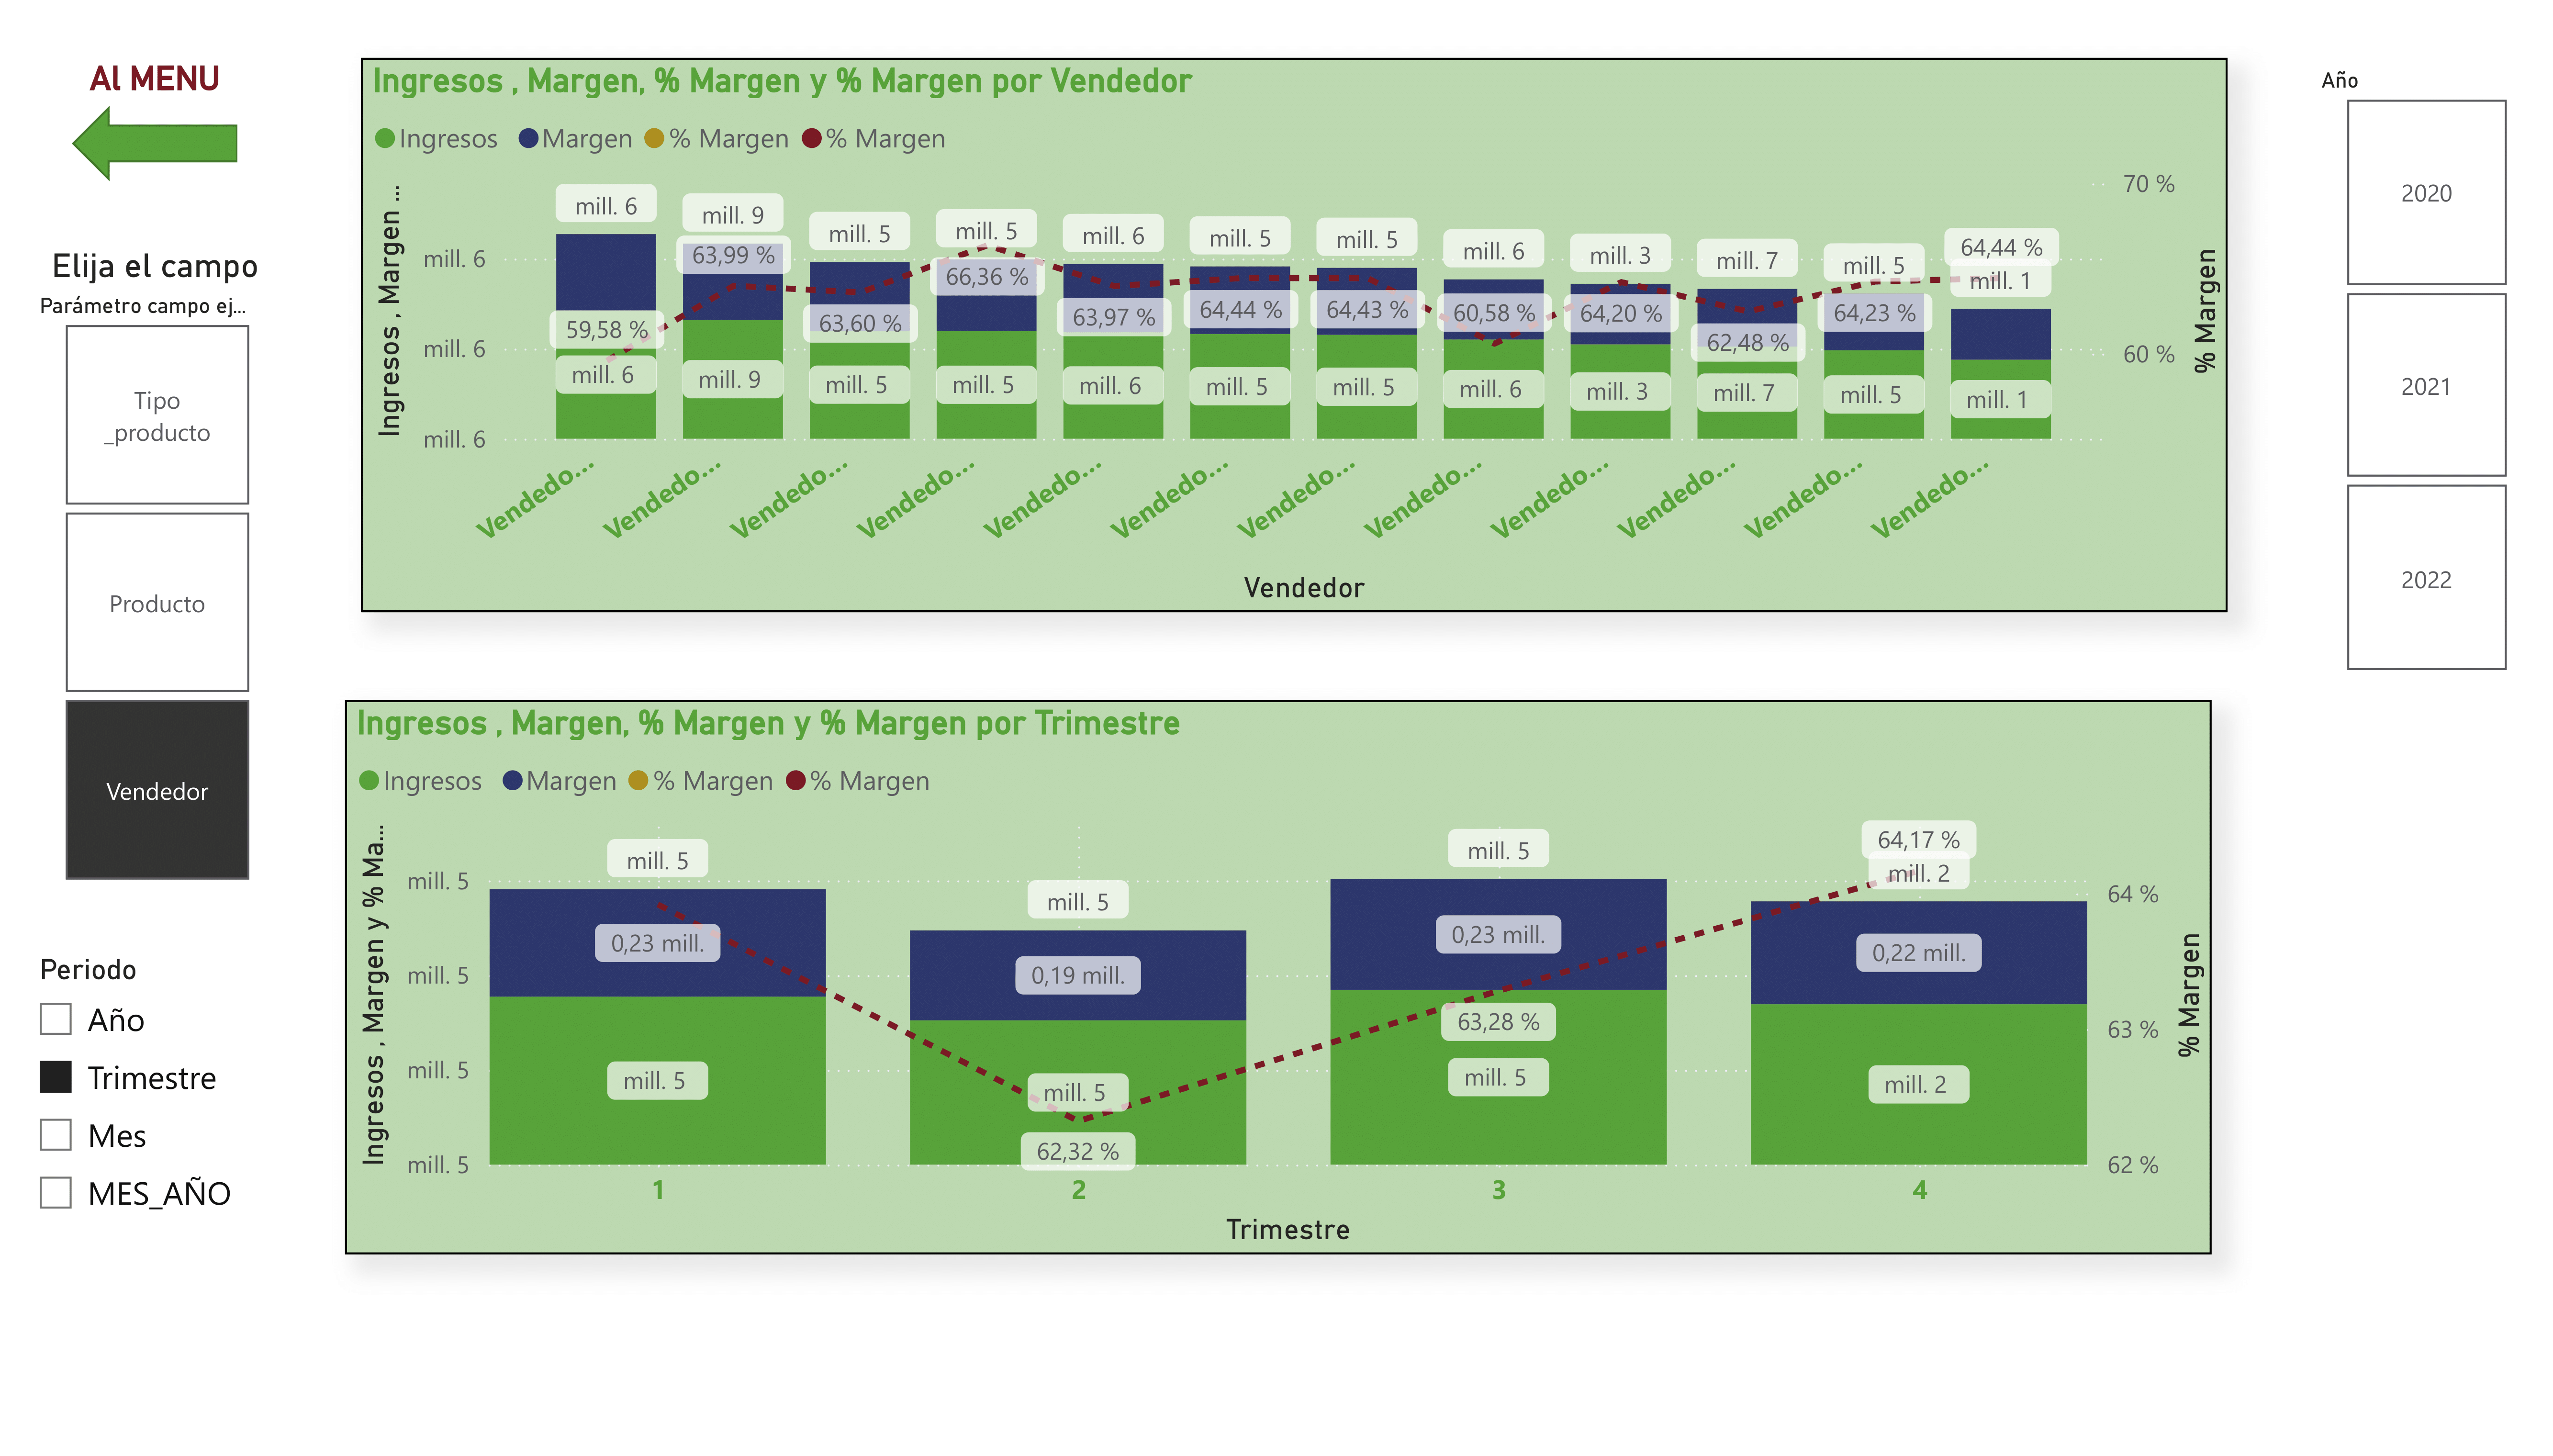 Al MENU
Elija el campo
Parámetro campo ej...
Tipo
_producto
Producto
Vendedor
Periodo
Año
Trimestre
Mes
MES_AÑO
Ingresos , Margen, % Margen y % Margen por Vendedor
Ingresos Margen % Margen % Margen
Ingresos , Margen ...
mill. 6
mill. 6
mill. 6
mill. 6 mill. 9 mill. 5 mill. 5 mill. 6 mill. 5 mill. 5 mill. 6 mill. 3 mill. 7 mill. 5 mill. 1
59,58 % 63,99 % 63,60 % 66,36 % 63,97 % 64,44 % 64,43 % 60,58 % 64,20 % 62,48 % 64,23 % 64,44 %
mill. 6 mill. 9 mill. 5 mill. 5 mill. 6 mill. 5 mill. 5 mill. 6 mill. 3 mill. 7 mill. 5 mill. 1
70 %
60 %
% Margen
Vendedo... Vendedo... Vendedo... Vendedo... Vendedo... Vendedo... Vendedo... Vendedo... Vendedo... Vendedo... Vendedo... Vendedo...
Vendedor
Ingresos , Margen, % Margen y % Margen por Trimestre
Ingresos Margen % Margen % Margen
Ingresos , Margen y % Ma...
mill. 5
mill. 5
mill. 5
mill. 5
mill. 5 mill. 5 mill. 5 mill. 2
0,23 mill. 0,19 mill. 0,23 mill. 0,22 mill.
62,32 % 63,28 % 64,17 %
mill. 5 mill. 5 mill. 5 mill. 2
64 %
63 %
62 %
% Margen
1 2 3 4
Trimestre
Año
2020
2021
2022